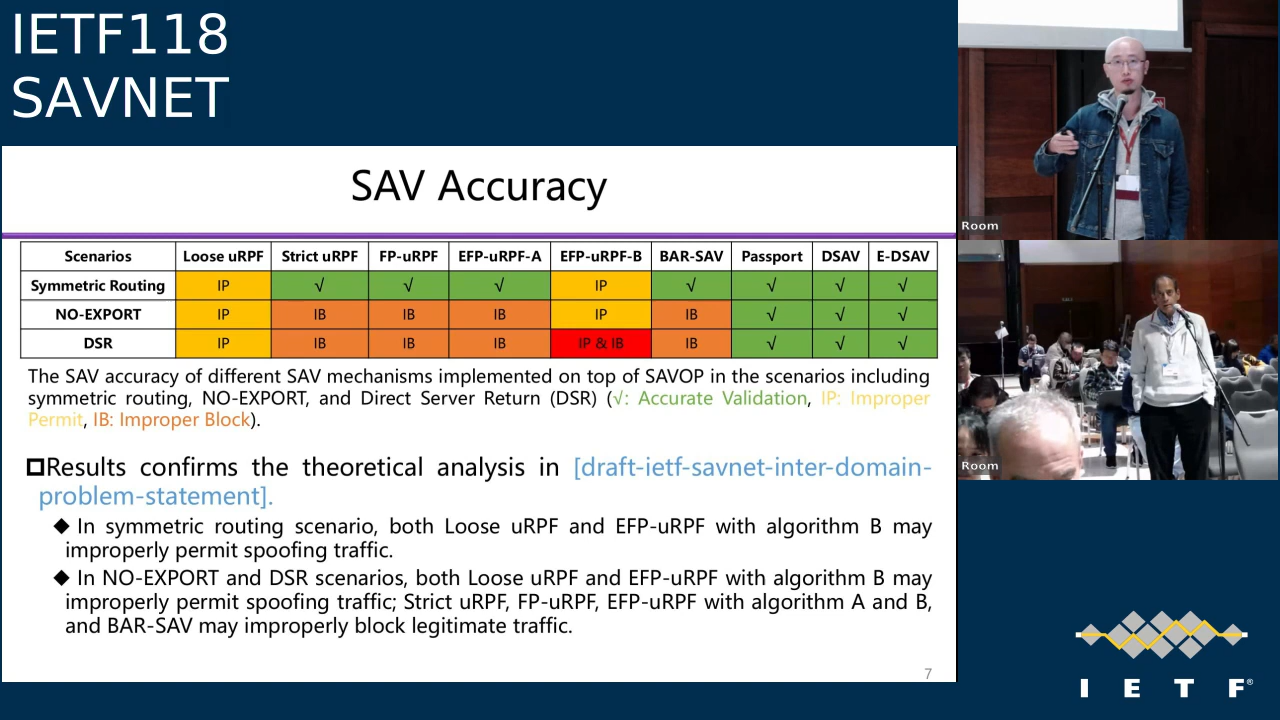 IETF118
SAVNET
SAV Accuracy
Scenarios Loose uRPF Strict uRPF FP-uRPF EFP-uRPF-A EFP-uRPF-B BAR-SAV Passport DSAV E-DSAV
Symmetric Routing IP √ √ √ IP √ √ √ √
NO-EXPORT IP IB IB IB IP IB √ √ √
DSR IP IB IB IB IP & IB IB √ √ √
The SAV accuracy of different SAV mechanisms implemented on top of SAVOP in the scenarios including
symmetric routing, NO-EXPORT, and Direct Server Return (DSR) (√: Accurate Validation, IP: Improper
Permit, IB: Improper Block).
Results confirms the theoretical analysis in [draft-ietf-savnet-inter-domain-
problem-statement].
◆ In symmetric routing scenario, both Loose uRPF and EFP-uRPF with algorithm B may
improperly permit spoofing traffic.
◆ In NO-EXPORT and DSR scenarios, both Loose uRPF and EFP-uRPF with algorithm B may
improperly permit spoofing traffic; Strict uRPF, FP-uRPF, EFP-uRPF with algorithm A and B,
and BAR-SAV may improperly block legitimate traffic.
7
Room
Room
I E T F®